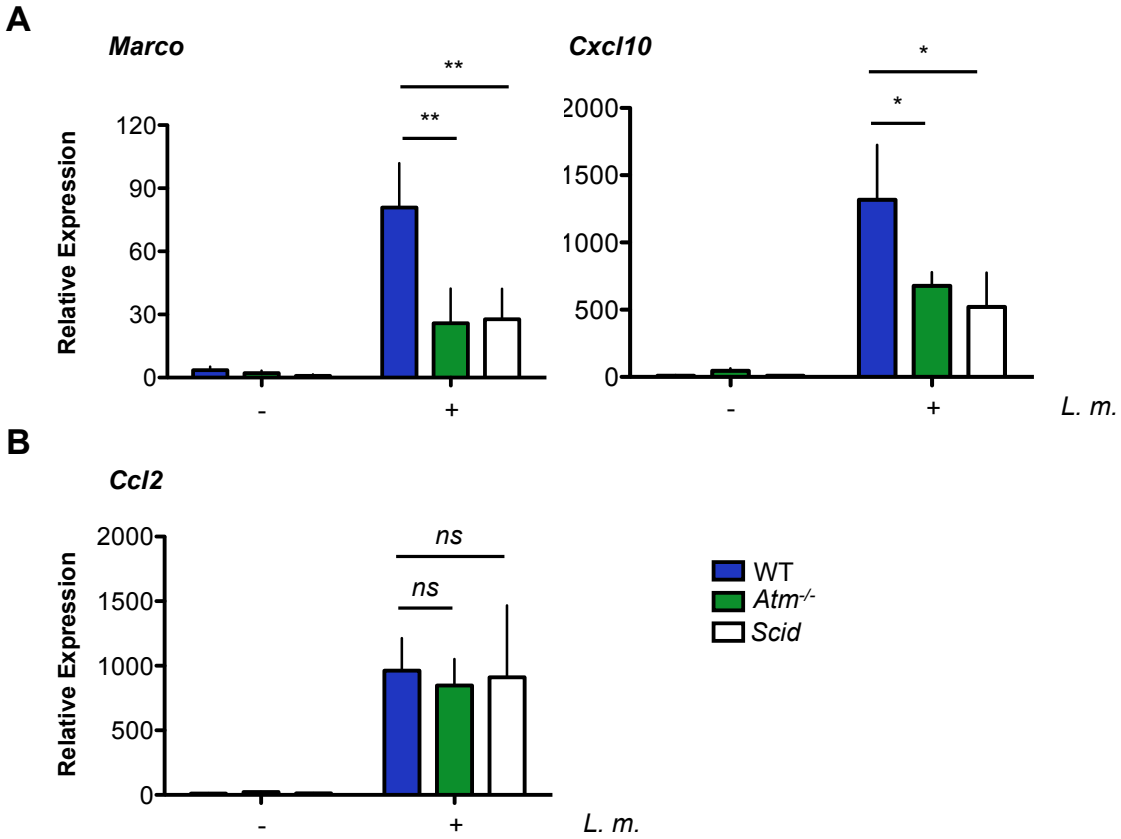 A
Marco
Relative Expression
120
90
60
30
0
**
**
-
+
Cxcl10
2000
1500
1000
500
0
*
*
-
+
L. m.
B
Ccl2
Relative Expression
2000
1500
1000
500
0
ns
ns
-
+
L. m.
WT
Atm-/-
Scid